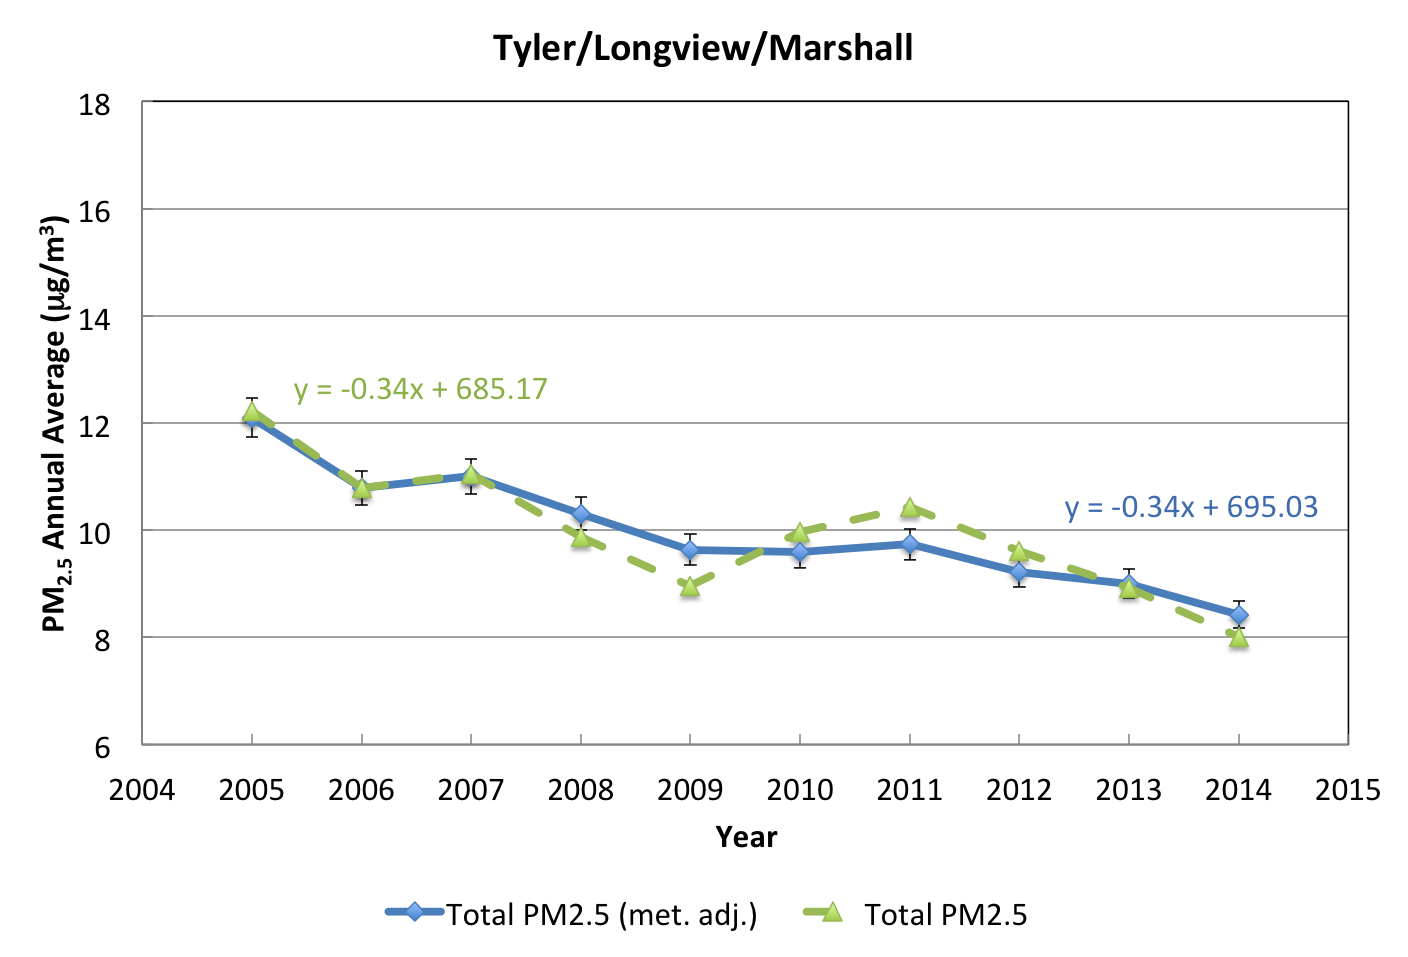 Tyler/Longview/Marshall
PM2.5 Annual Average (µg/m³)
18
16
14
12
10
8
6
y = -0.34x + 685.17
y = -0.34x + 695.03
2004 2005 2006 2007 2008 2009 2010 2011 2012 2013 2014 2015
Year
Total PM2.5 (met. adj.) Total PM2.5